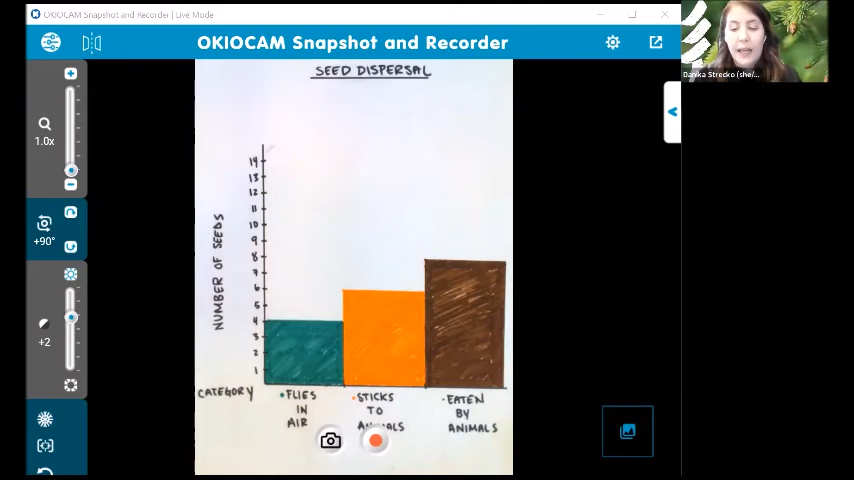 OKIOCAM Snapshot and Recorder | Live Mode
OKIOCAM Snapshot and Recorder
1.0x
+90°
+2
SEED DISPERSAL
NUMBER OF SEEDS
14
13
12
11
10
9
8
7
6
5
4
3
2
1
CATEGORY
• FLIES
IN
AIR
• STICKS
TO
ANIMALS
• EATEN
BY
ANIMALS
Danika Strecko (she/...